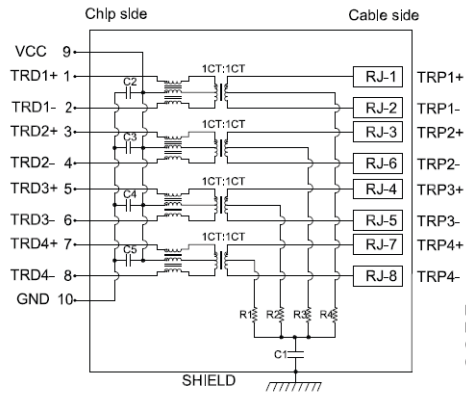 Chip side Cable side
VCC 9
1CT:1CT
TRD1+ 1 RJ-1 TRP1+
C2
TRD1- 2 RJ-2 TRP1-
1CT:1CT
TRD2+ 3 RJ-3 TRP2+
C3
TRD2- 4 RJ-6 TRP2-
1CT:1CT
TRD3+ 5 RJ-4 TRP3+
C4
TRD3- 6 RJ-5 TRP3-
1CT:1CT
TRD4+ 7 RJ-7 TRP4+
C5
TRD4- 8 RJ-8 TRP4-
GND 10
R1 R2 R3 R4
C1
SHIELD